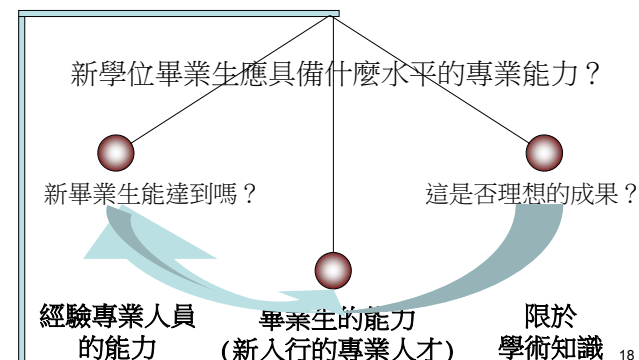 新學位畢業生應具備什麼水平的專業能力？
新畢業生能達到嗎？
這是否理想的成果？
經驗專業人員
的能力
畢業生的能力
(新入行的專業人才)
限於
學術知識
18